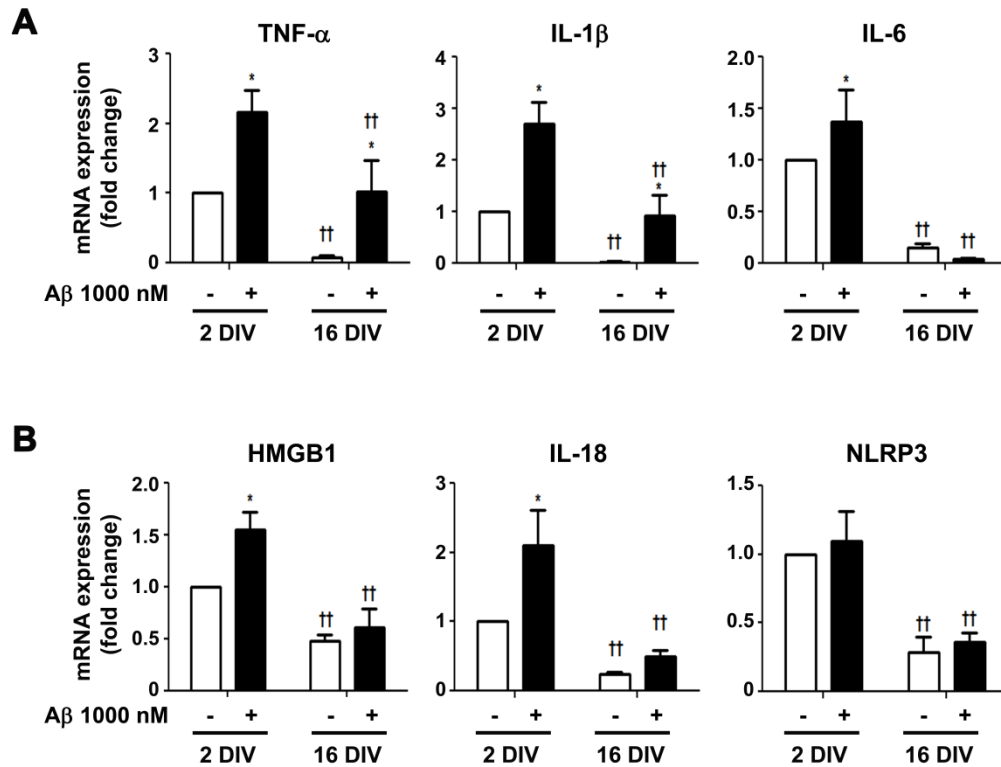 A
TNF-α IL-1β IL-6
mRNA expression
(fold change)
3
2
1
0
* †† * ††
4
3
2
1
0
* †† * ††
2.0
1.5
1.0
0.5
0
* †† ††
Aβ 1000 nM - + - + - + - + - + - +
2 DIV 16 DIV 2 DIV 16 DIV 2 DIV 16 DIV
B
HMGB1 IL-18 NLRP3
mRNA expression
(fold change)
2.0
1.5
1.0
0.5
0
* †† ††
3
2
1
0
* †† ††
1.5
1.0
0.5
0
†† ††
Aβ 1000 nM - + - + - + - + - + - +
2 DIV 16 DIV 2 DIV 16 DIV 2 DIV 16 DIV